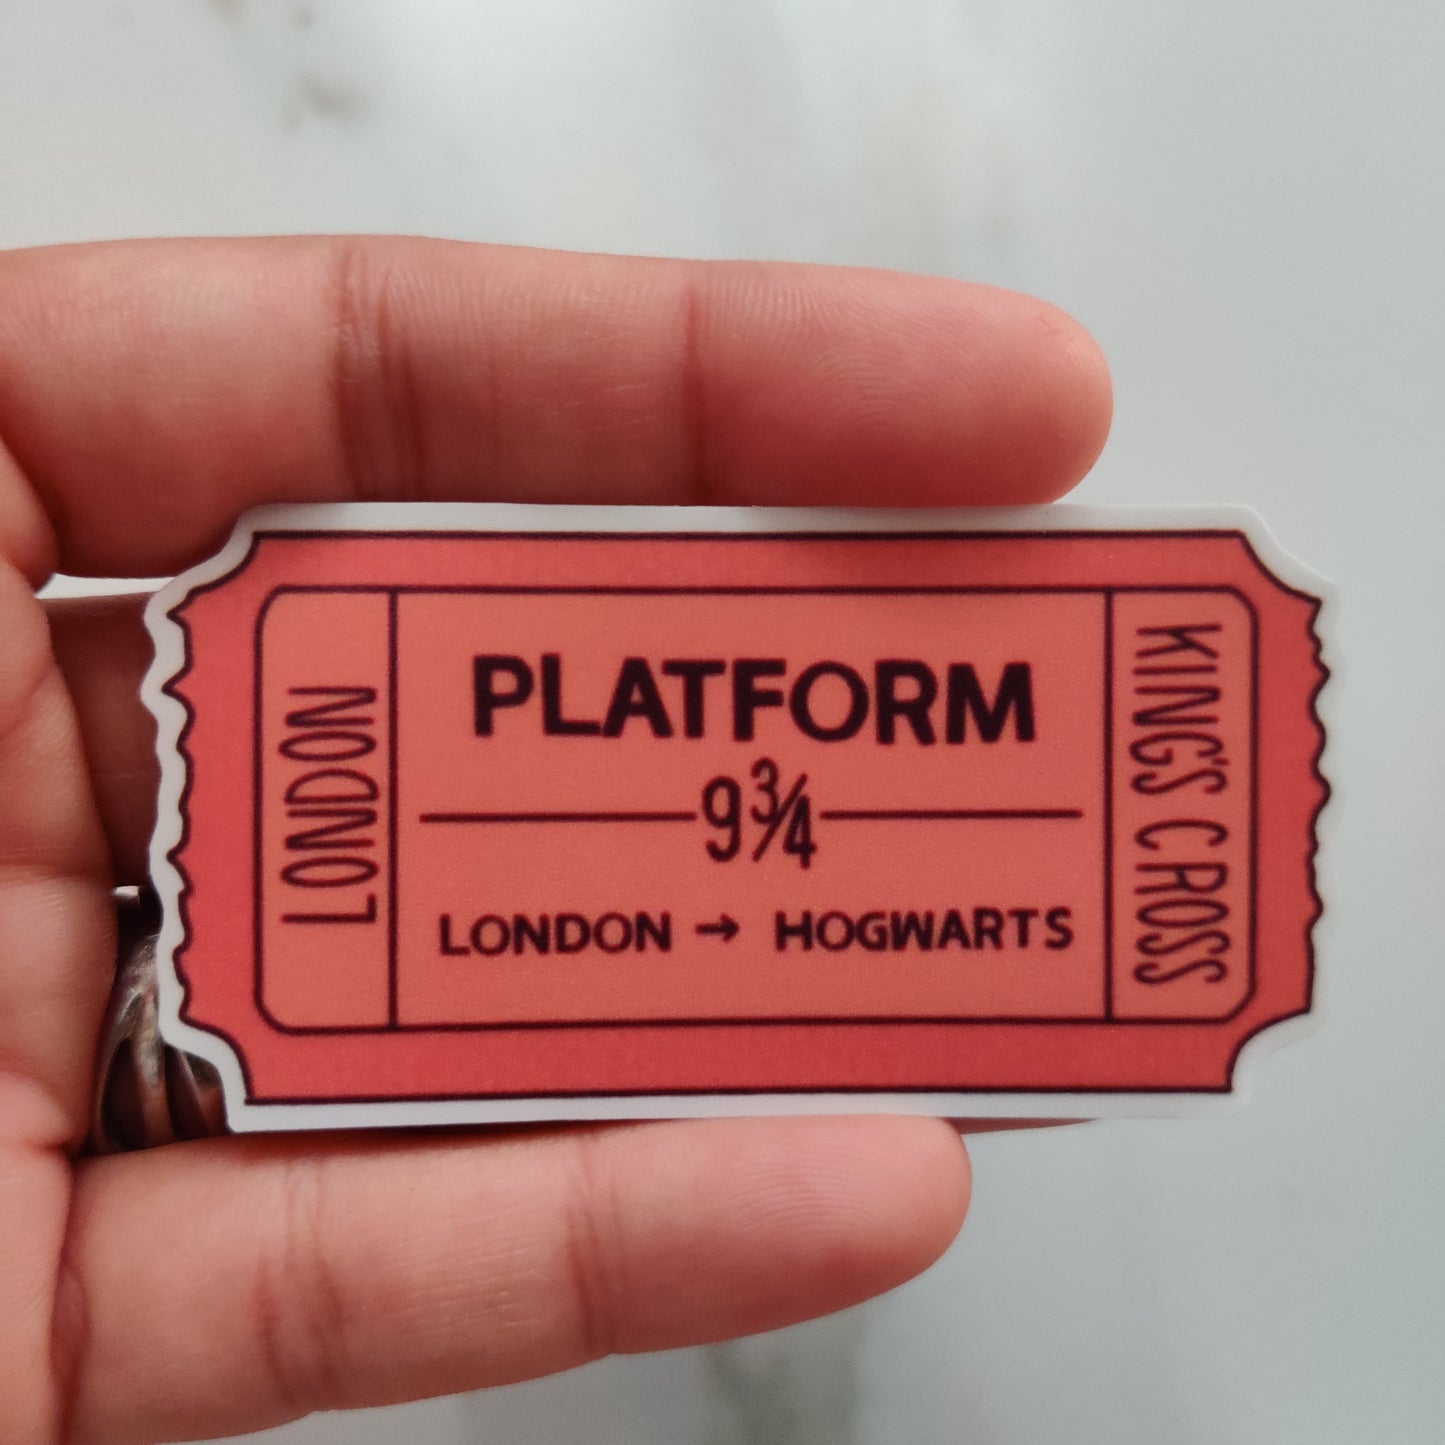 LONDON
PLATFORM
9¾
LONDON → HOGWARTS
KING'S CROSS